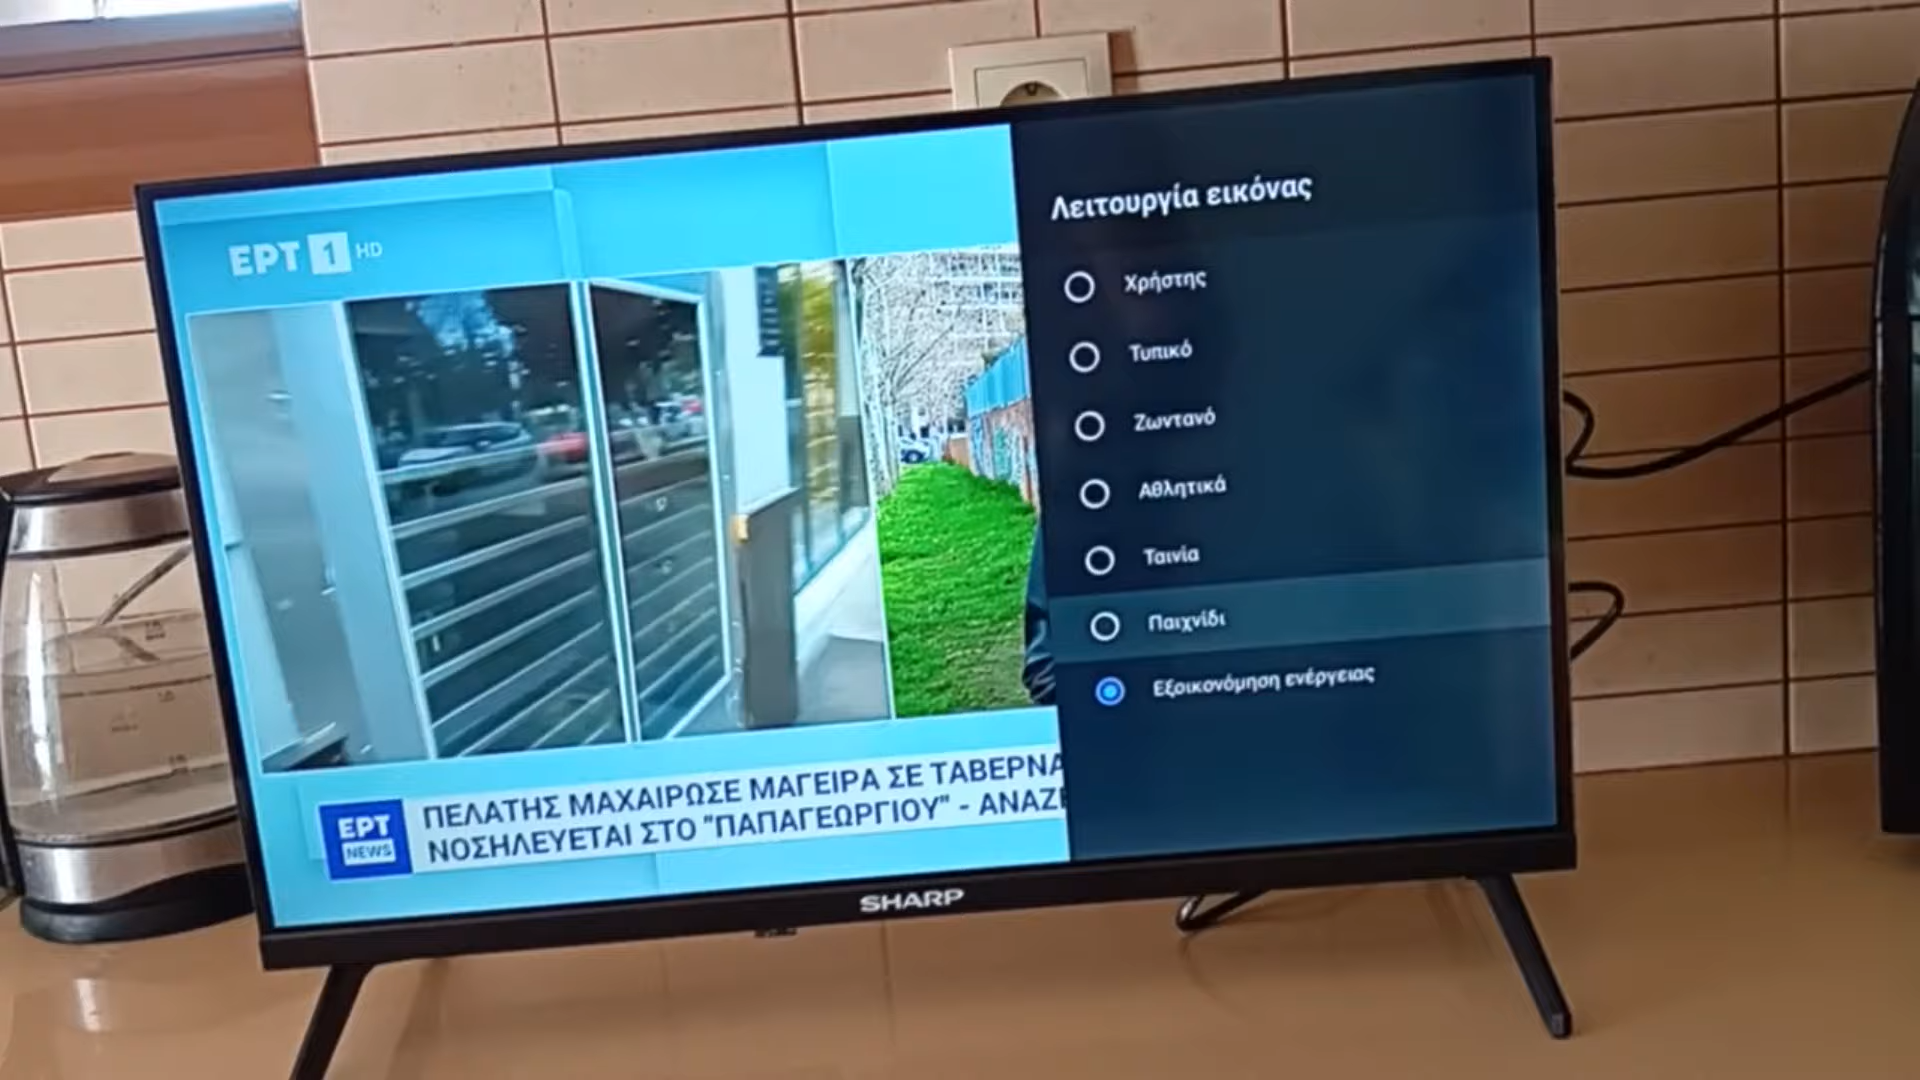 ΕΡΤ 1 HD
Λειτουργία εικόνας
Χρήστης
Τυπικό
Ζωντανό
Αθλητικά
Ταινία
Παιχνίδι
Εξοικονόμηση ενέργειας
ΕΡΤ
NEWS
ΠΕΛΑΤΗΣ ΜΑΧΑΙΡΩΣΕ ΜΑΓΕΙΡΑ ΣΕ ΤΑΒΕΡΝΑ
ΝΟΣΗΛΕΥΕΤΑΙ ΣΤΟ "ΠΑΠΑΓΕΩΡΓΙΟΥ" - ΑΝΑΖ
SHARP